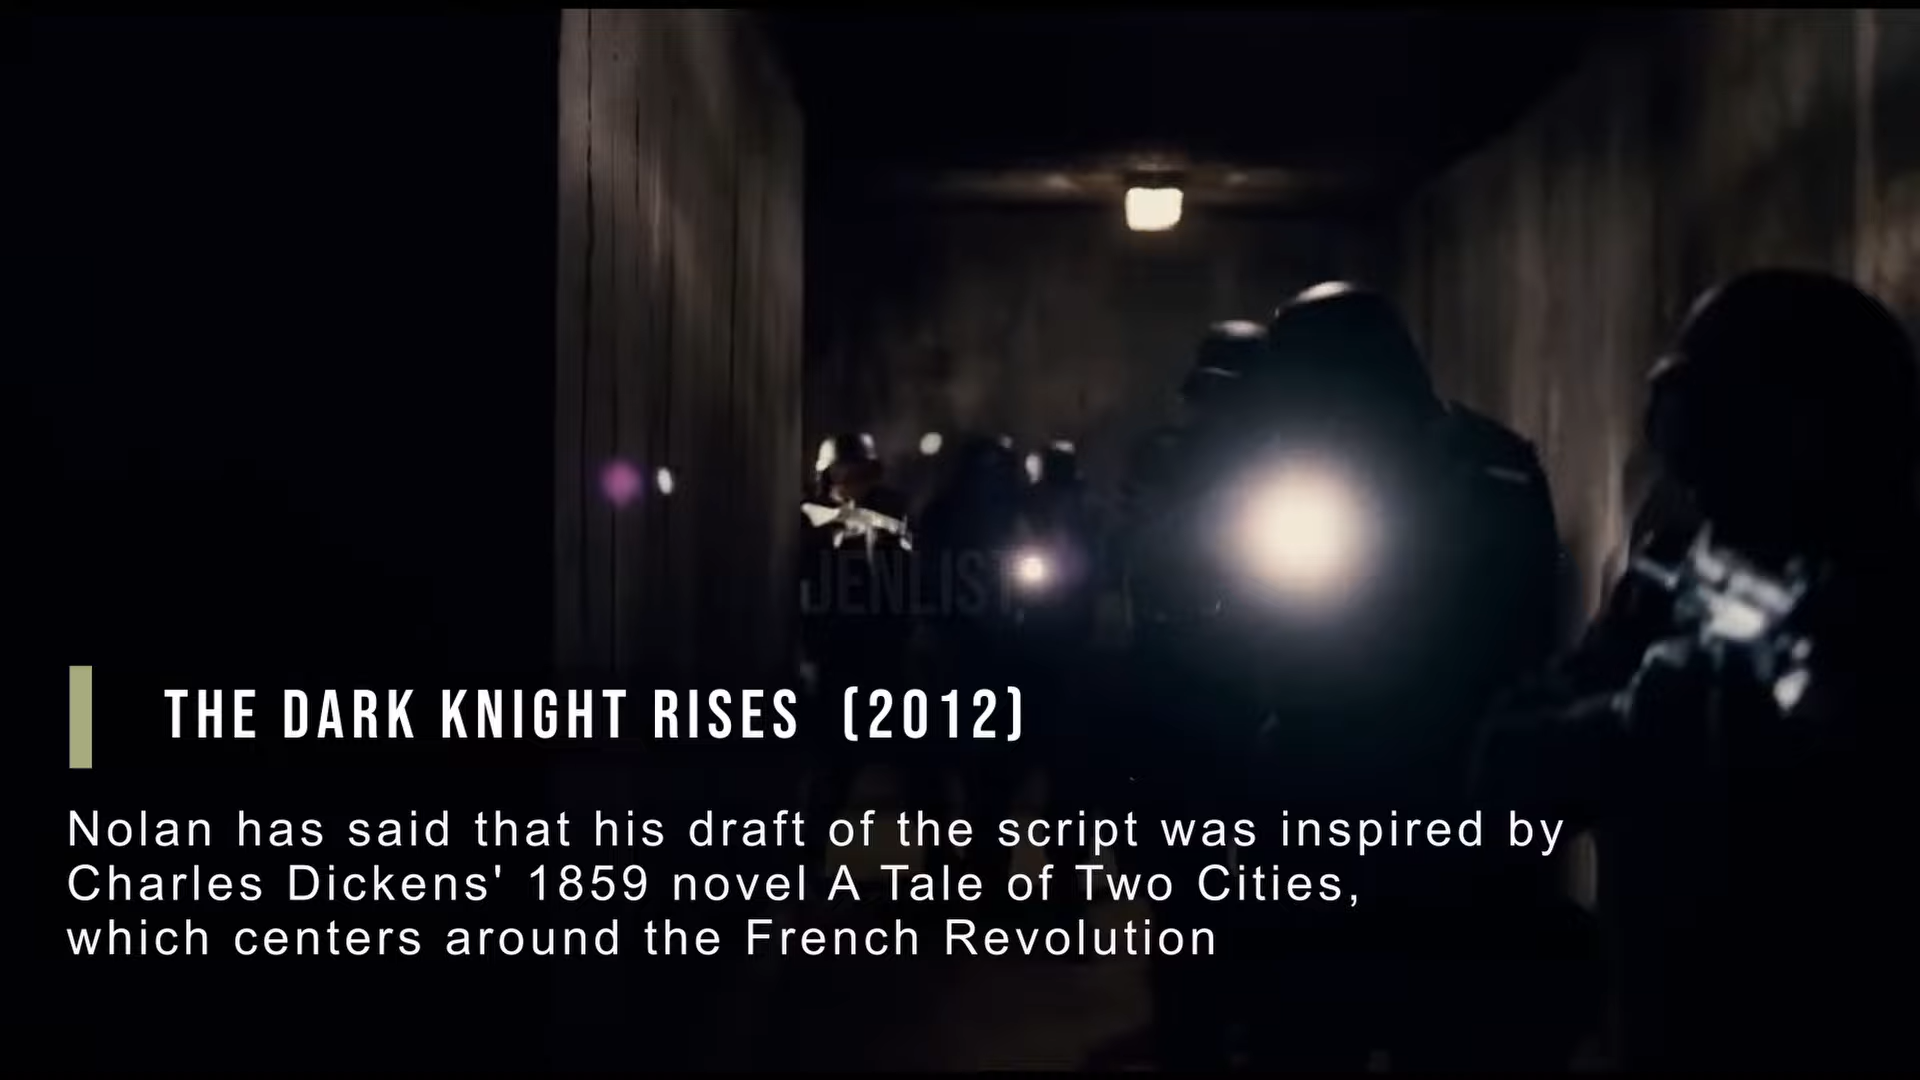 JENLIST
THE DARK KNIGHT RISES (2012)
Nolan has said that his draft of the script was inspired by
Charles Dickens' 1859 novel A Tale of Two Cities,
which centers around the French Revolution